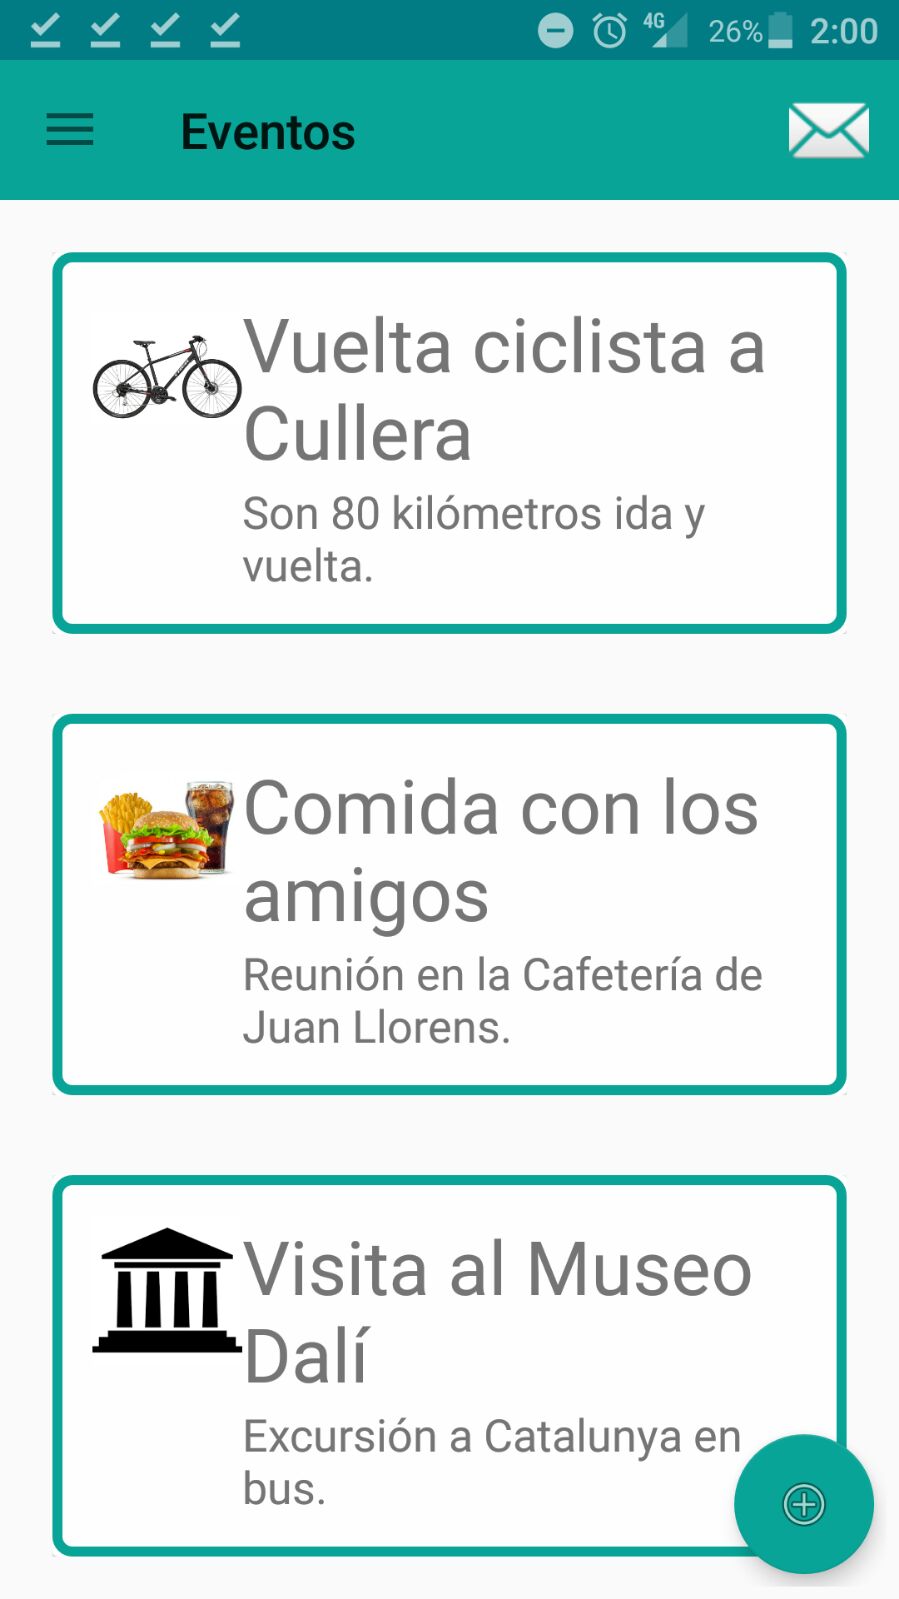 4G 26% 2:00
Eventos
Vuelta ciclista a
Cullera
Son 80 kilómetros ida y
vuelta.
Comida con los
amigos
Reunión en la Cafetería de
Juan Llorens.
Visita al Museo
Dalí
Excursión a Catalunya en
bus.